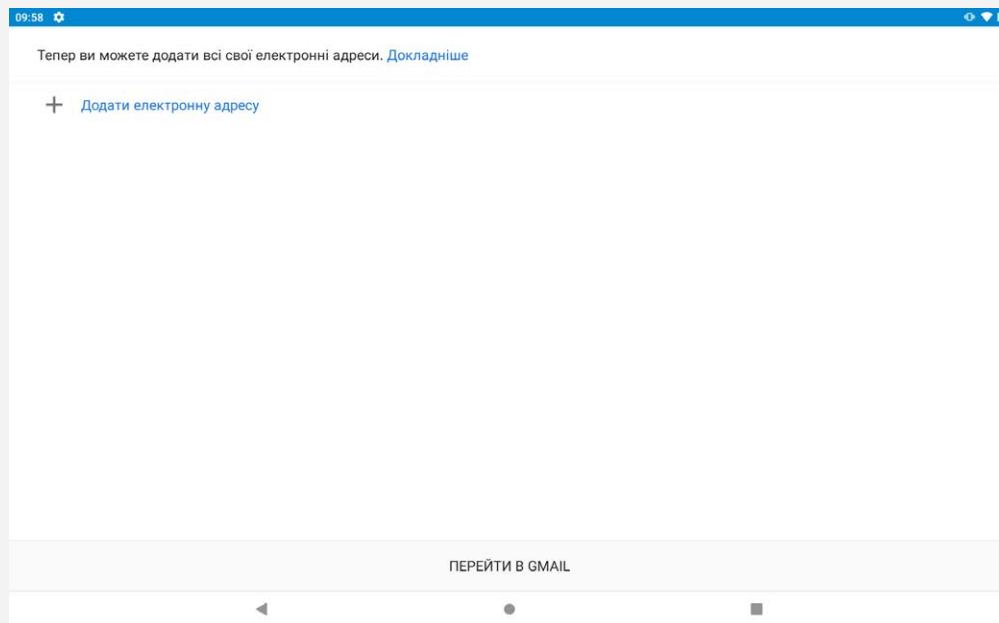 09:58
Тепер ви можете додати всі свої електронні адреси. Докладніше
Додати електронну адресу
ПЕРЕЙТИ В GMAIL